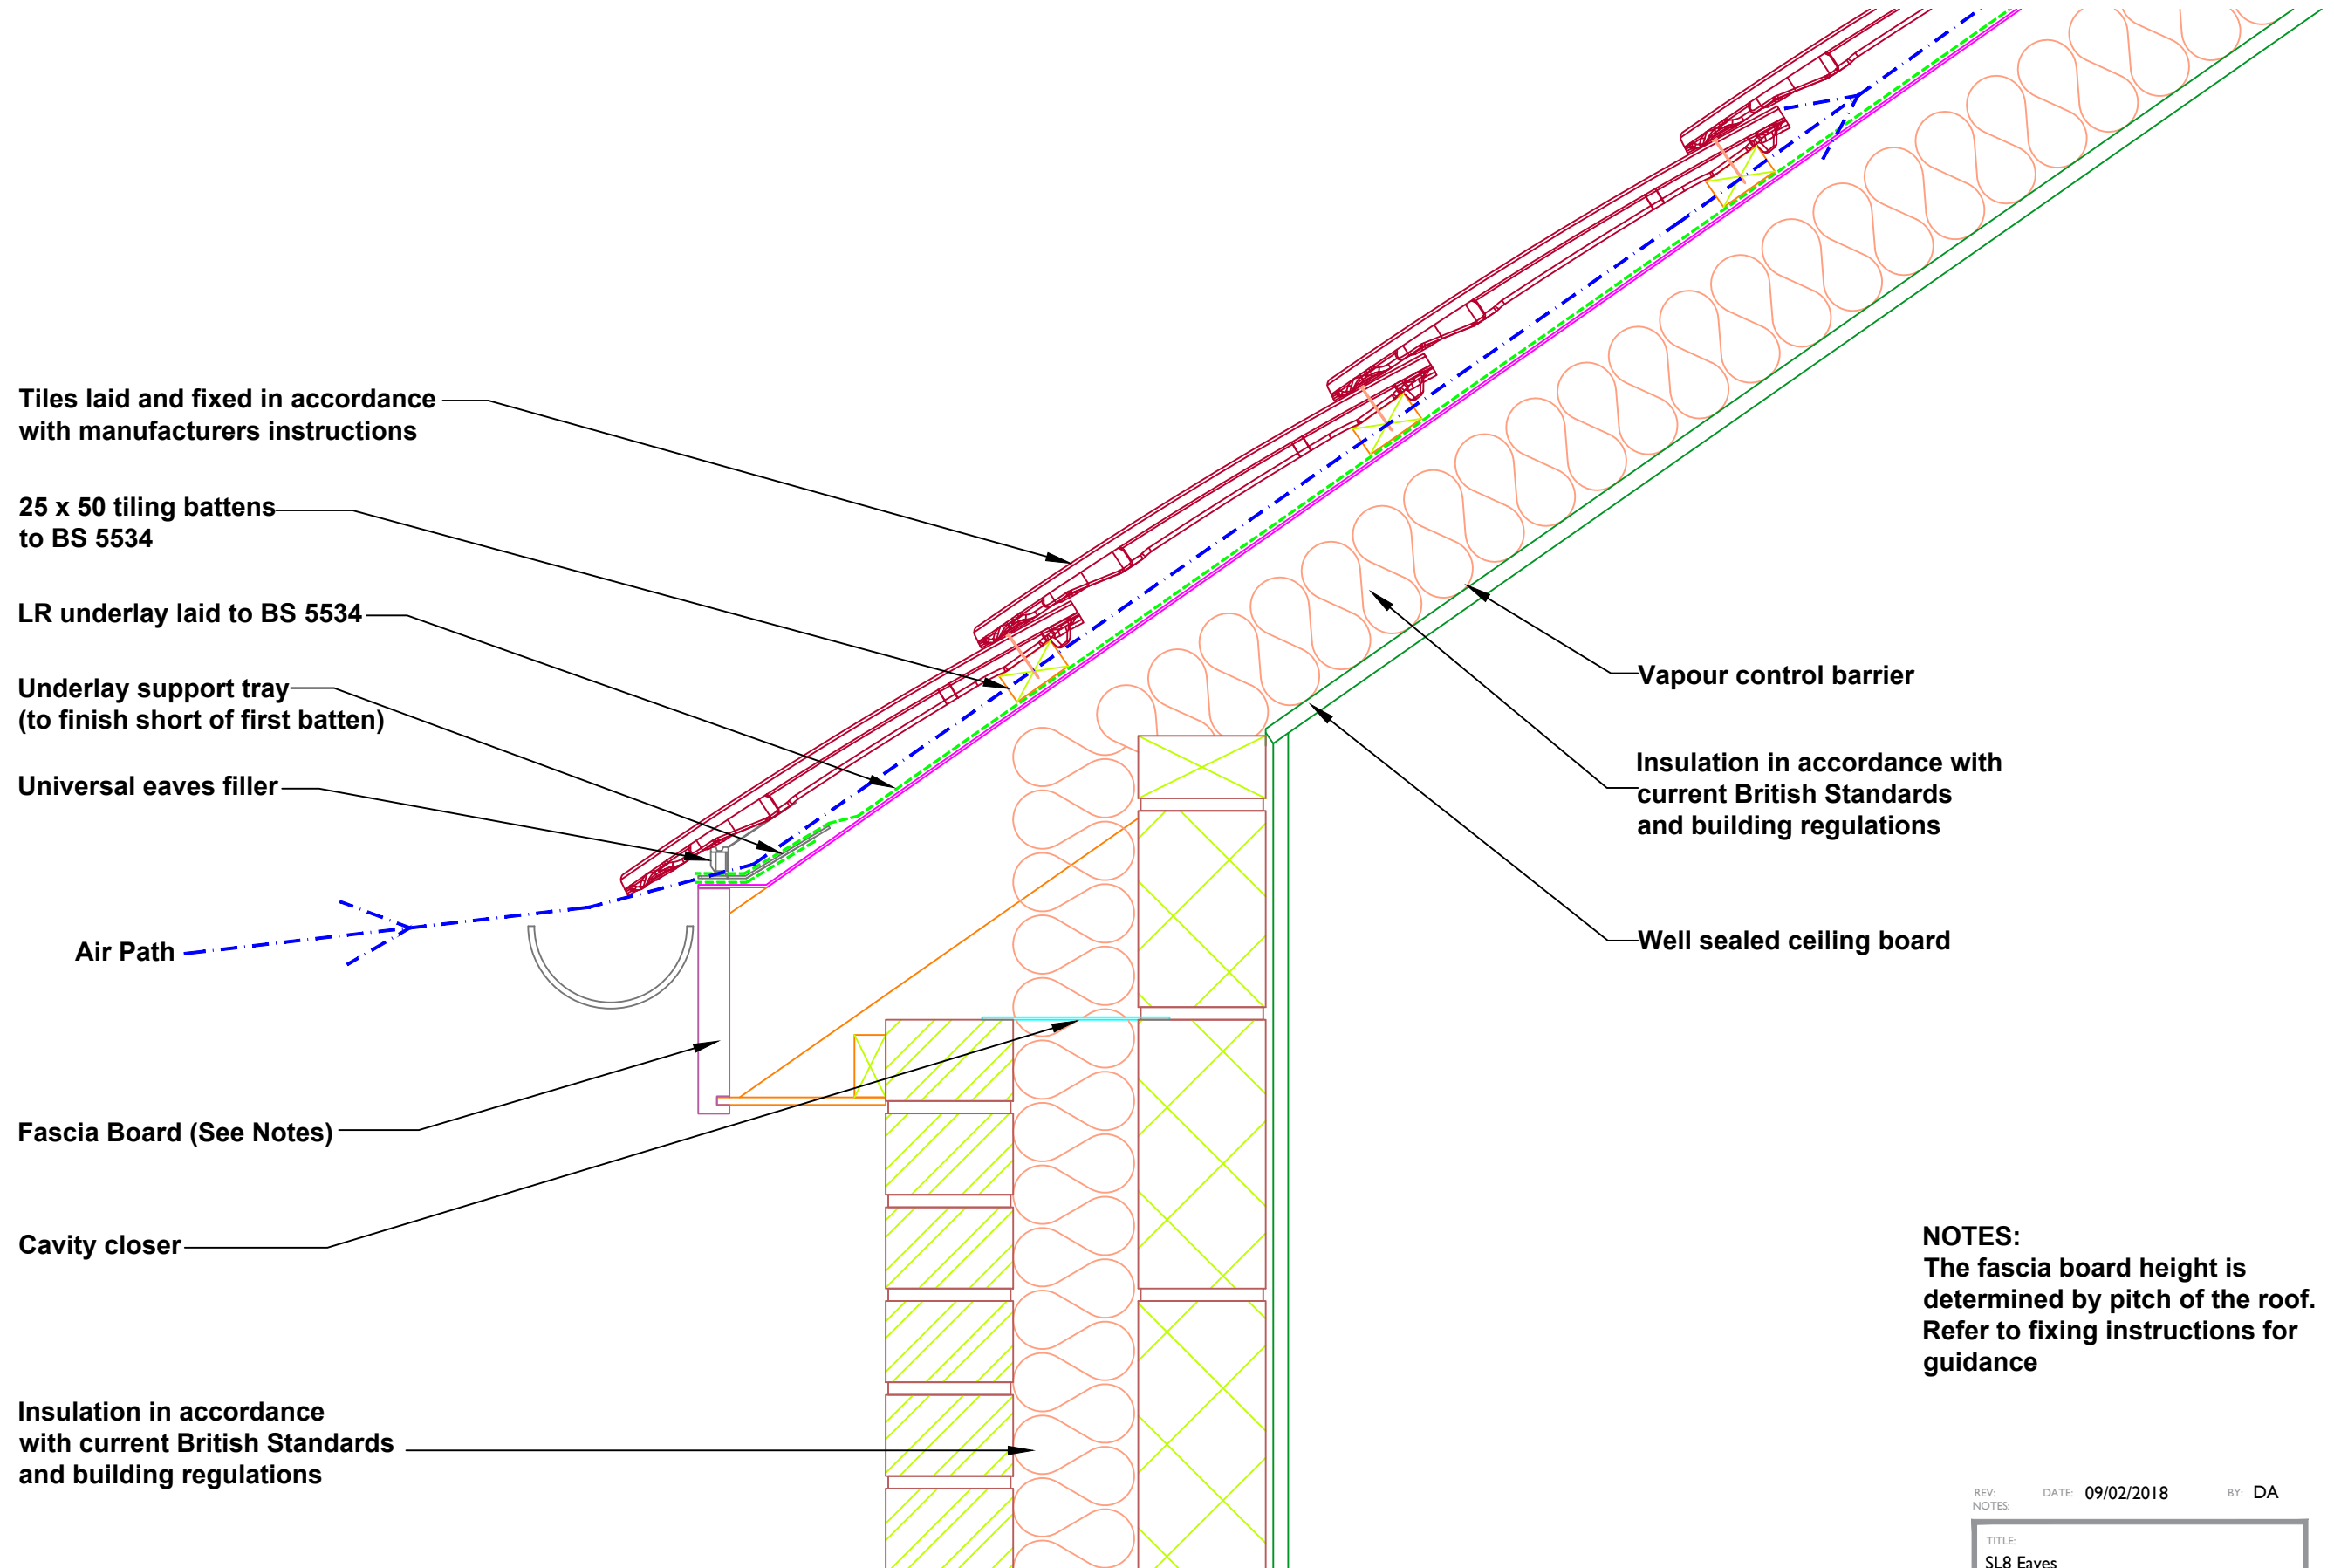 Tiles laid and fixed in accordance
with manufacturers instructions
25 x 50 tiling battens
to BS 5534
LR underlay laid to BS 5534
Underlay support tray
(to finish short of first batten)
Universal eaves filler
Air Path
Fascia Board (See Notes)
Cavity closer
Insulation in accordance
with current British Standards
and building regulations
Vapour control barrier
Insulation in accordance with
current British Standards
and building regulations
Well sealed ceiling board
NOTES:
The fascia board height is
determined by pitch of the roof.
Refer to fixing instructions for
guidance
REV: DATE: 09/02/2018 BY: DA
NOTES:
TITLE:
SL8 Eaves